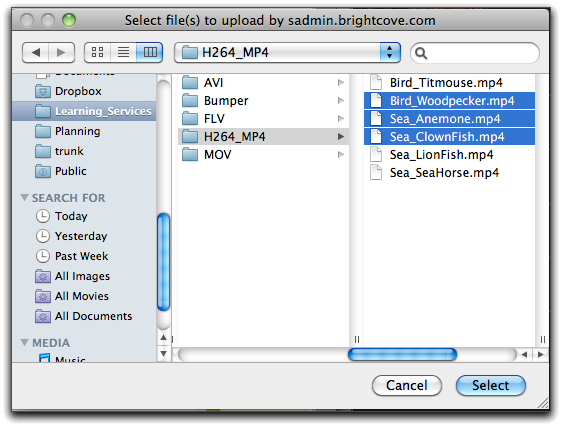 Select file(s) to upload by sadmin.brightcove.com
H264_MP4
Documents
Dropbox
Learning_Services
Planning
trunk
Public
SEARCH FOR
Today
Yesterday
Past Week
All Images
All Movies
All Documents
MEDIA
Music
AVI
Bumper
FLV
H264_MP4
MOV
Bird_Titmouse.mp4
Bird_Woodpecker.mp4
Sea_Anemone.mp4
Sea_ClownFish.mp4
Sea_LionFish.mp4
Sea_SeaHorse.mp4
Cancel
Select